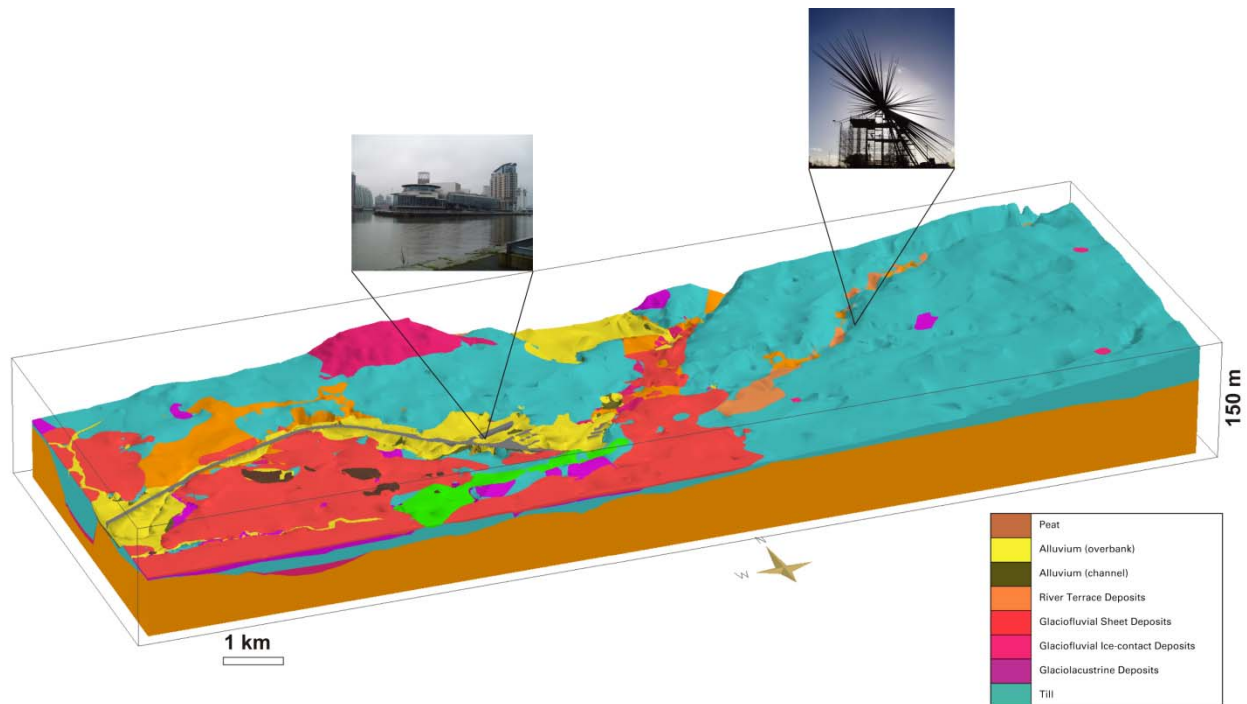 150 m
N
W
1 km
Peat
Alluvium (overbank)
Alluvium (channel)
River Terrace Deposits
Glaciofluvial Sheet Deposits
Glaciofluvial Ice-contact Deposits
Glaciolacustrine Deposits
Till